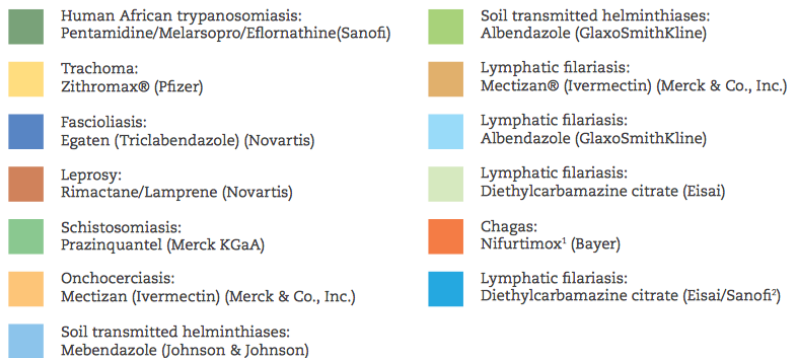 Human African trypanosomiasis:
Pentamidine/Melarsopro/Eflornathine(Sanofi)
Trachoma:
Zithromax® (Pfizer)
Fascioliasis:
Egaten (Triclabendazole) (Novartis)
Leprosy:
Rimactane/Lamprene (Novartis)
Schistosomiasis:
Prazinquantel (Merck KGaA)
Onchocerciasis:
Mectizan (Ivermectin) (Merck & Co., Inc.)
Soil transmitted helminthiases:
Mebendazole (Johnson & Johnson)
Soil transmitted helminthiases:
Albendazole (GlaxoSmithKline)
Lymphatic filariasis:
Mectizan® (Ivermectin) (Merck & Co., Inc.)
Lymphatic filariasis:
Albendazole (GlaxoSmithKline)
Lymphatic filariasis:
Diethylcarbamazine citrate (Eisai)
Chagas:
Nifurtimox¹ (Bayer)
Lymphatic filariasis:
Diethylcarbamazine citrate (Eisai/Sanofi²)